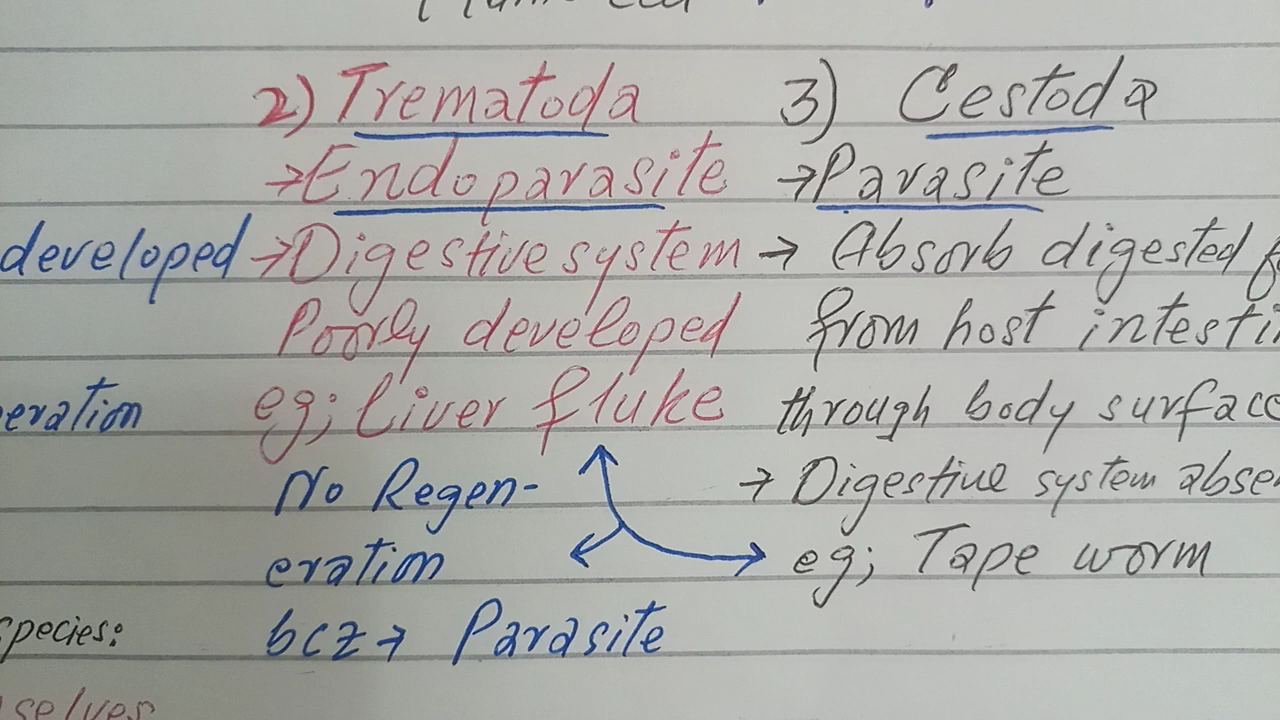 2) Trematoda
→ Endoparasite
→ Digestive system
Poorly developed
eg; Liver fluke
No Regen-
eration
bcz → Parasite
3) Cestoda
→ Parasite
→ Absorb digested
from host intesti
through body surface
→ Digestive system abse
eg; Tape worm
developed
eration
species:
selves